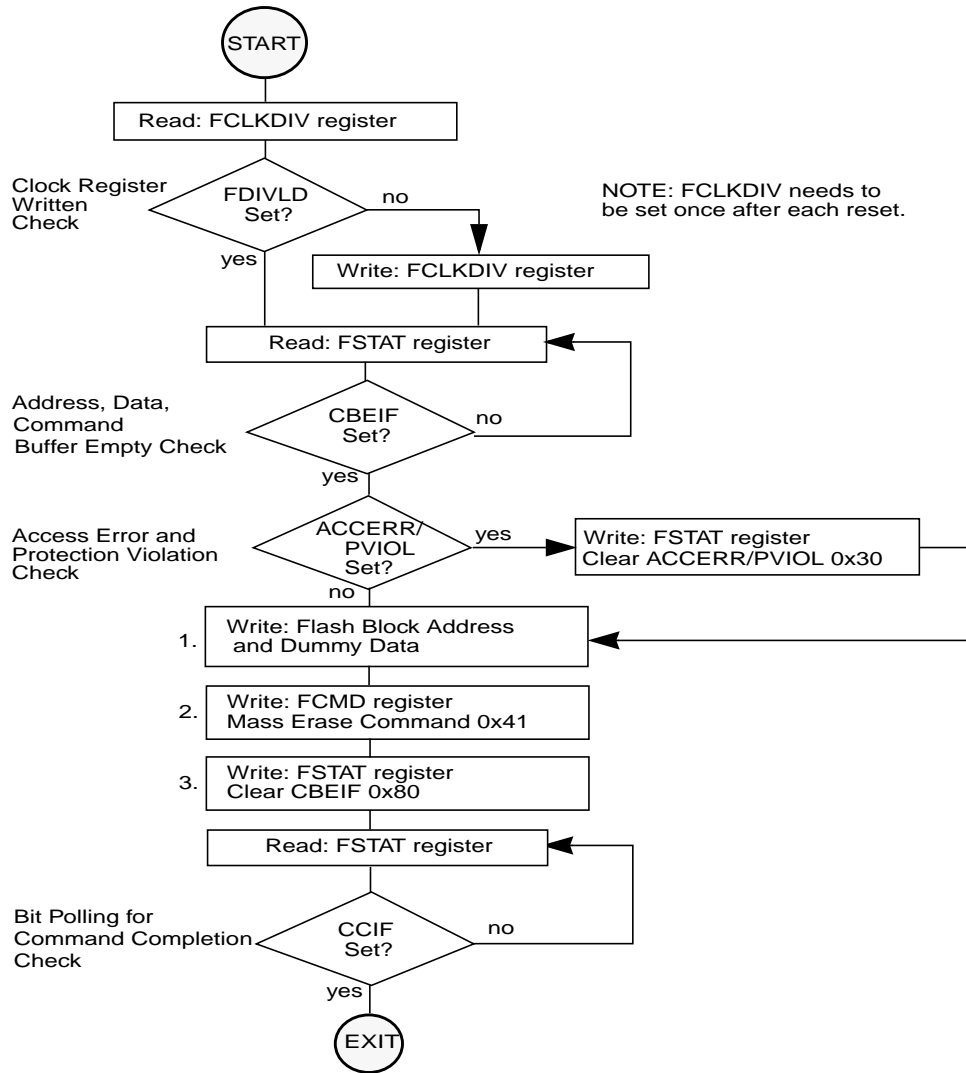 START
Read: FCLKDIV register
Clock Register
Written
Check
FDIVLD
Set?
no
yes
NOTE: FCLKDIV needs to
be set once after each reset.
Write: FCLKDIV register
Read: FSTAT register
Address, Data,
Command
Buffer Empty Check
CBEIF
Set?
no
yes
Access Error and
Protection Violation
Check
ACCERR/
PVIOL
Set?
yes
no
Write: FSTAT register
Clear ACCERR/PVIOL 0x30
1.
Write: Flash Block Address
and Dummy Data
2.
Write: FCMD register
Mass Erase Command 0x41
3.
Write: FSTAT register
Clear CBEIF 0x80
Read: FSTAT register
Bit Polling for
Command Completion
Check
CCIF
Set?
no
yes
EXIT